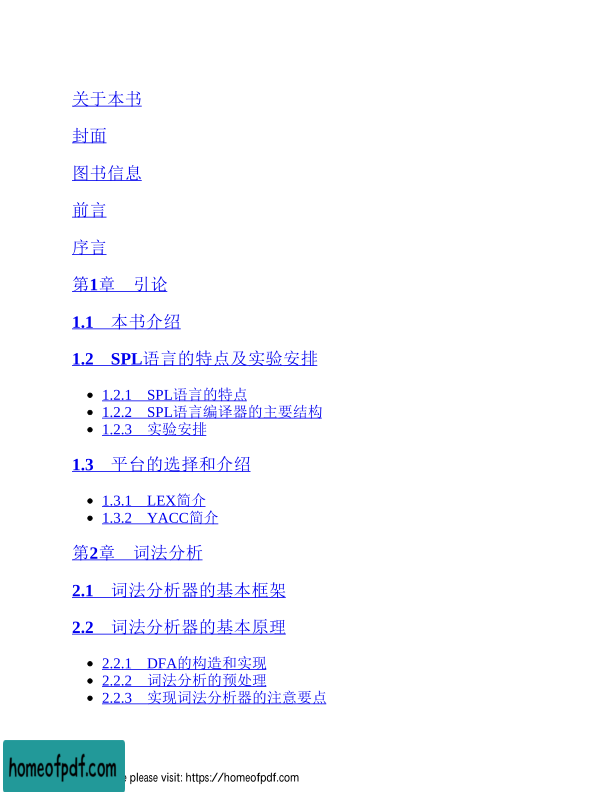 关于本书
封面
图书信息
前言
序言
第1章　引论
1.1　本书介绍
1.2　SPL语言的特点及实验安排
1.2.1　SPL语言的特点
1.2.2　SPL语言编译器的主要结构
1.2.3　实验安排
1.3　平台的选择和介绍
1.3.1　LEX简介
1.3.2　YACC简介
第2章　词法分析
2.1　词法分析器的基本框架
2.2　词法分析器的基本原理
2.2.1　DFA的构造和实现
2.2.2　词法分析的预处理
2.2.3　实现词法分析器的注意要点
homeofpdf.com
please visit: https://homeofpdf.com